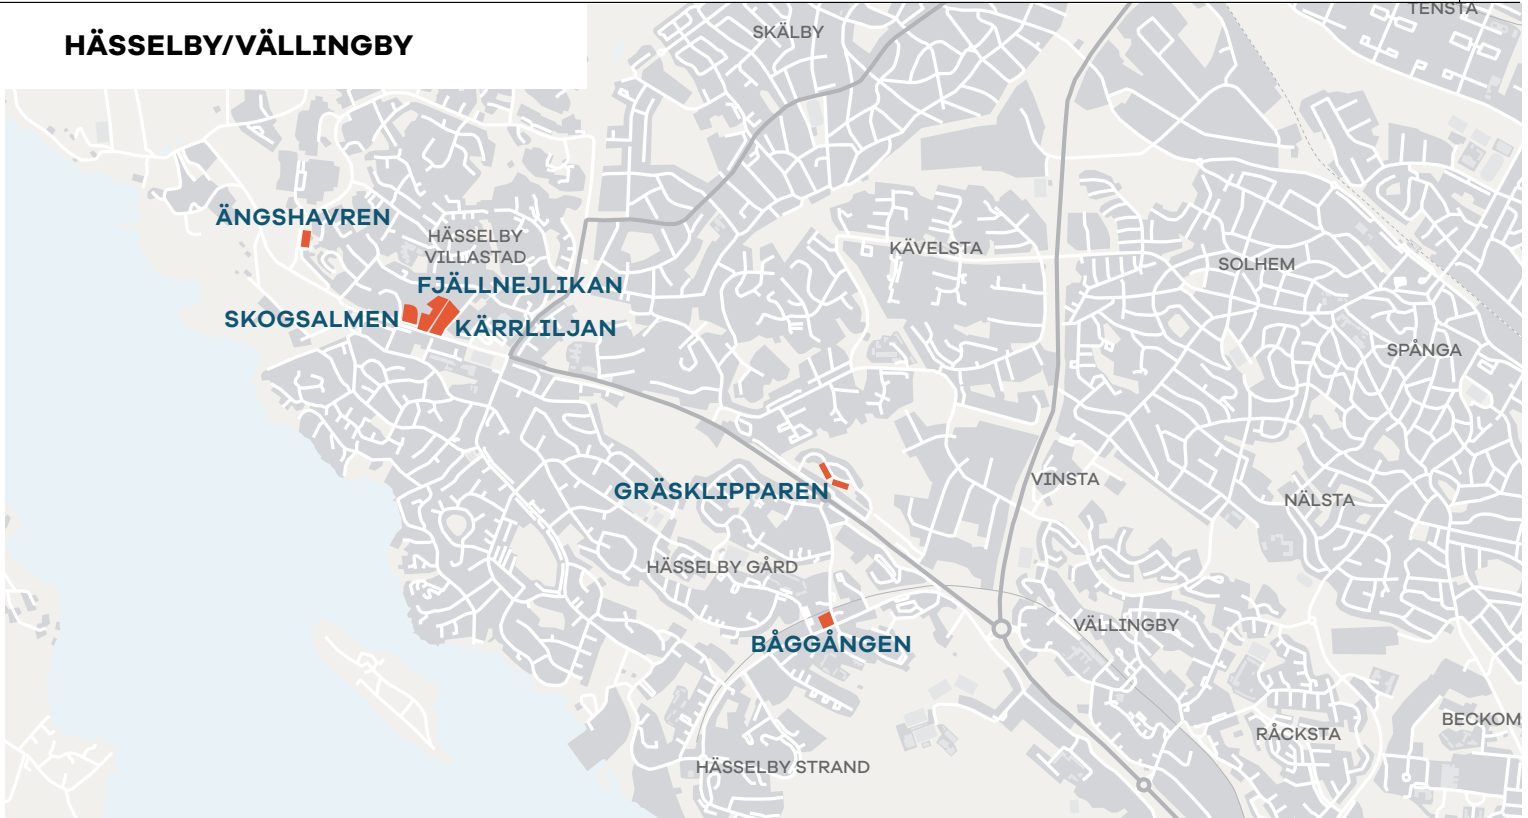 TENSTA
HÄSSELBY/VÄLLINGBY
SKÄLBY
ÄNGSHAVREN
HÄSSELBY
VILLASTAD
KÄVELSTA
SOLHEM
FJÄLLNEJLIKAN
SKOGSALMEN
KÄRRLILJAN
SPÅNGA
GRÄSKLIPPAREN
VINSTA
NÄLSTA
HÄSSELBY GÅRD
VÄLLINGBY
BÅGGÅNGEN
BECKOM
RÅCKSTA
HÄSSELBY STRAND